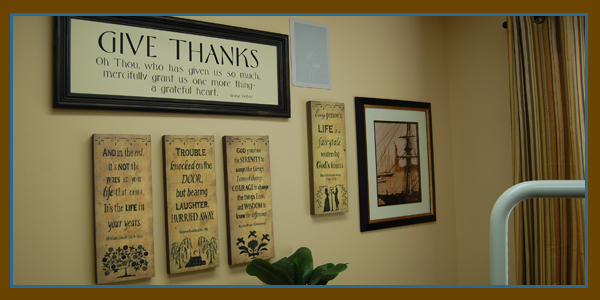 GIVE THANKS
Oh Thou, who has given us so much,
mercifully grant us one more thing-
a grateful heart.
AND in the end,
it's NOT the
years in your
life that count.
It's the LIFE in
your years.
TROUBLE
knocked on the
DOOR,
but hearing
LAUGHTER,
HURRIED AWAY.
GOD grant me
the SERENITY to
accept the things
I cannot change,
COURAGE to change
the things I can,
and WISDOM to
know the difference.
Every person's
LIFE is a
fairytale
written by
God's fingers.